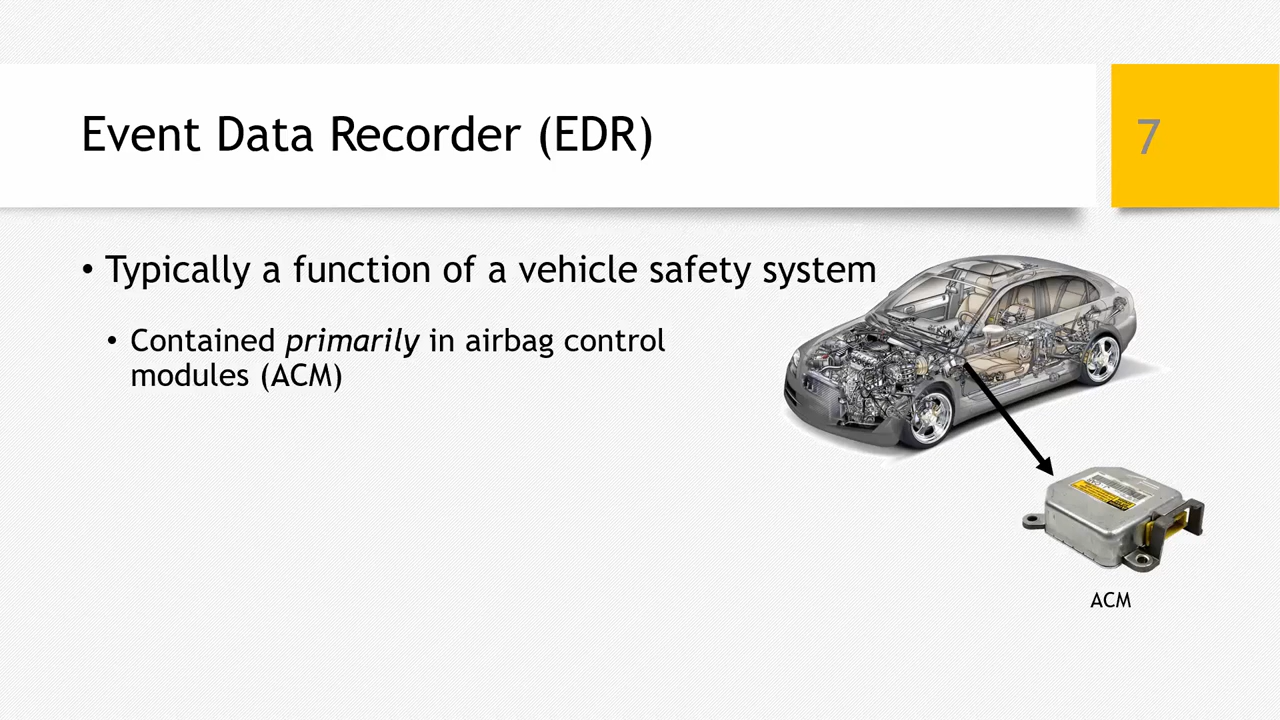 Event Data Recorder (EDR)
7
• Typically a function of a vehicle safety system
• Contained primarily in airbag control
modules (ACM)
ACM